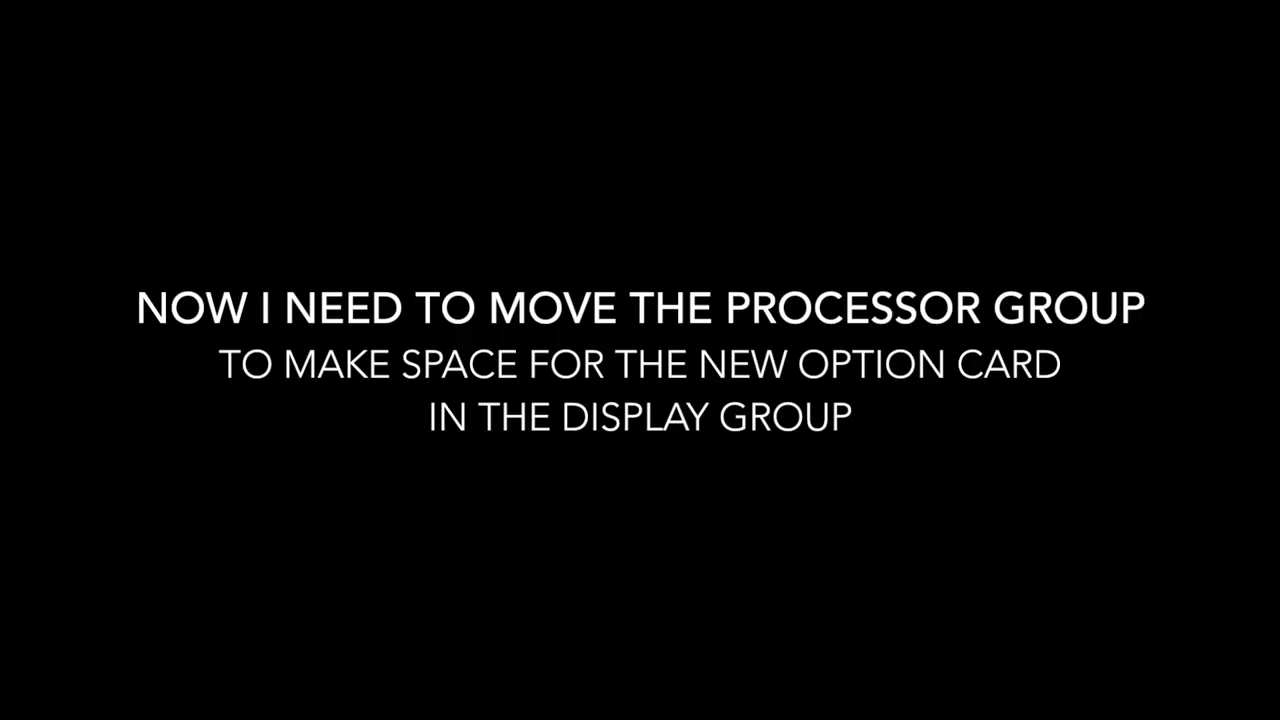 NOW I NEED TO MOVE THE PROCESSOR GROUP
TO MAKE SPACE FOR THE NEW OPTION CARD
IN THE DISPLAY GROUP